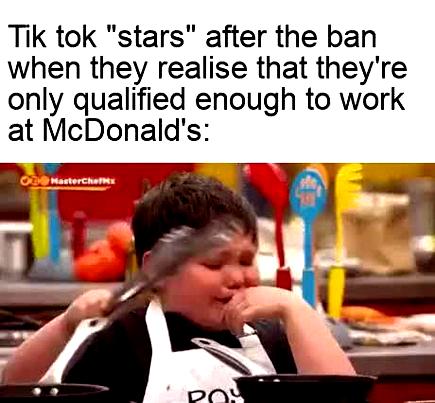 Tik tok "stars" after the ban
when they realise that they're
only qualified enough to work
at McDonald's:
MasterChefMx